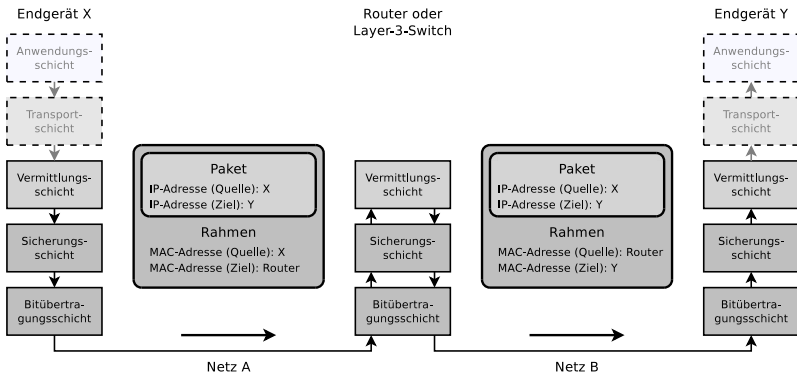 Endgerät X
Router oder
Layer-3-Switch
Endgerät Y
Anwendungs-
schicht
Transport-
schicht
Vermittlungs-
schicht
Sicherungs-
schicht
Bitübertra-
gungsschicht
Paket
IP-Adresse (Quelle): X
IP-Adresse (Ziel): Y
Rahmen
MAC-Adresse (Quelle): X
MAC-Adresse (Ziel): Router
Netz A
Vermittlungs-
schicht
Sicherungs-
schicht
Bitübertra-
gungsschicht
Paket
IP-Adresse (Quelle): X
IP-Adresse (Ziel): Y
Rahmen
MAC-Adresse (Quelle): Router
MAC-Adresse (Ziel): Y
Netz B
Anwendungs-
schicht
Transport-
schicht
Vermittlungs-
schicht
Sicherungs-
schicht
Bitübertra-
gungsschicht